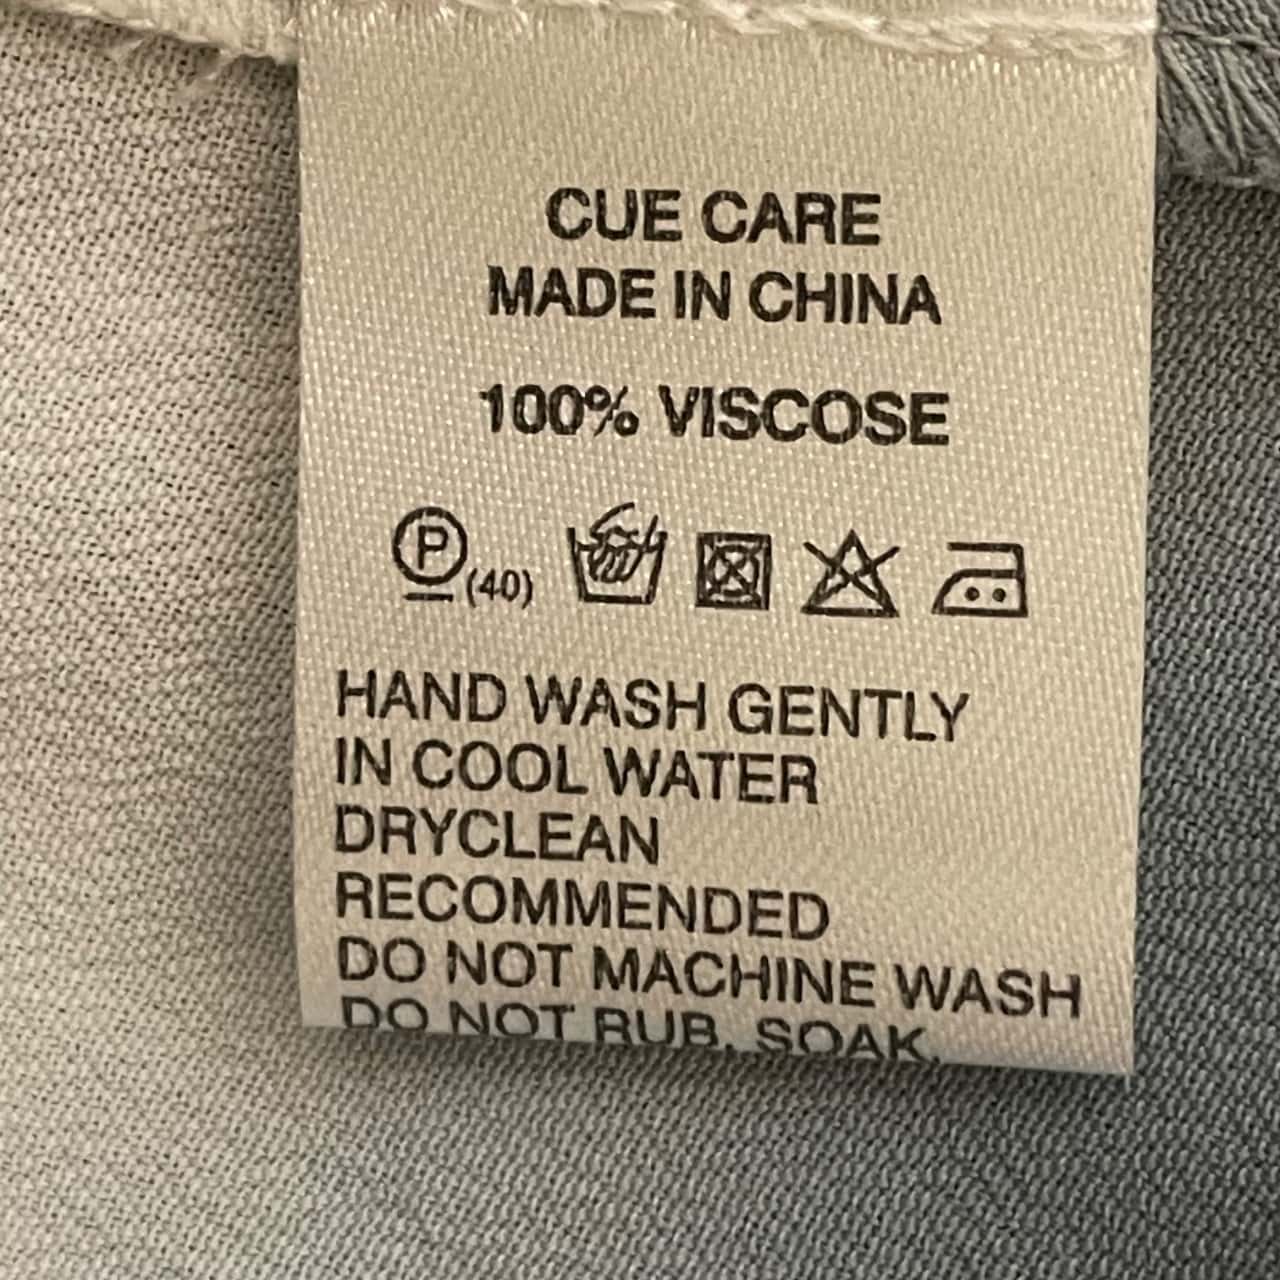 CUE CARE
MADE IN CHINA
100% VISCOSE
P (40)
HAND WASH GENTLY
IN COOL WATER
DRYCLEAN
RECOMMENDED
DO NOT MACHINE WASH
DO NOT RUB, SOAK,